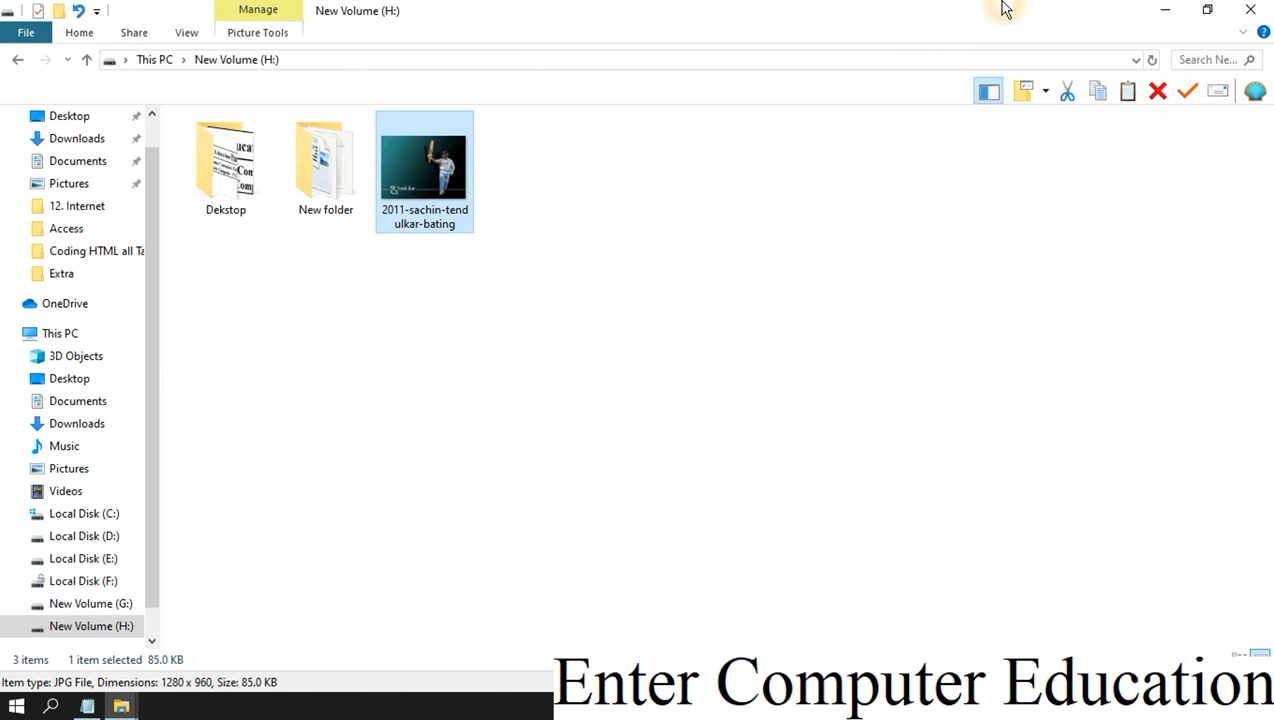 Manage
New Volume (H:)
File
Home
Share
View
Picture Tools
This PC
New Volume (H:)
Search Ne...
Desktop
Downloads
Documents
Pictures
12. Internet
Access
Coding HTML all Ta
Extra
OneDrive
This PC
3D Objects
Desktop
Documents
Downloads
Music
Pictures
Videos
Local Disk (C:)
Local Disk (D:)
Local Disk (E:)
Local Disk (F:)
New Volume (G:)
New Volume (H:)
Dekstop
New folder
2011-sachin-tend
ulkar-bating
3 items
1 item selected 85.0 KB
Item type: JPG File, Dimensions: 1280 x 960, Size: 85.0 KB
Enter Computer Education